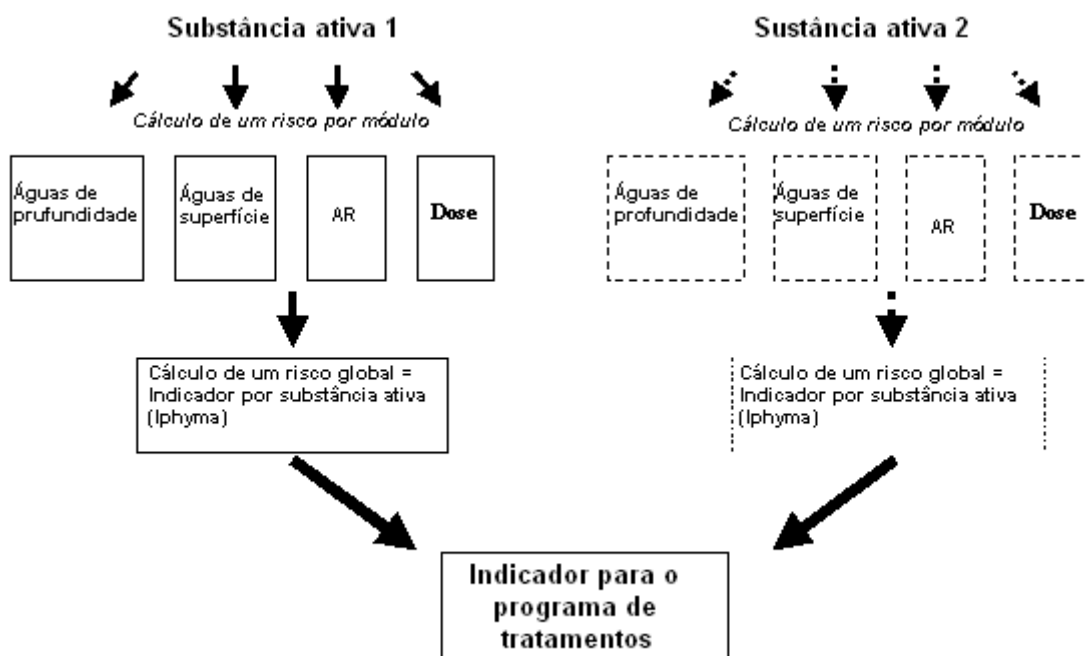 Substância ativa 1
Cálculo de um risco por módulo
Águas de
prufundidade
Águas de
superfície
AR
Dose
Cálculo de um risco global =
Indicador por substância ativa
(Iphyma)
Sustância ativa 2
Cálculo de um risco por módulo
Águas de
profundidade
Águas de
superfície
AR
Dose
Cálculo de um risco global =
Indicador por substância ativa
(Iphyma)
Indicador para o
programa de
tratamentos